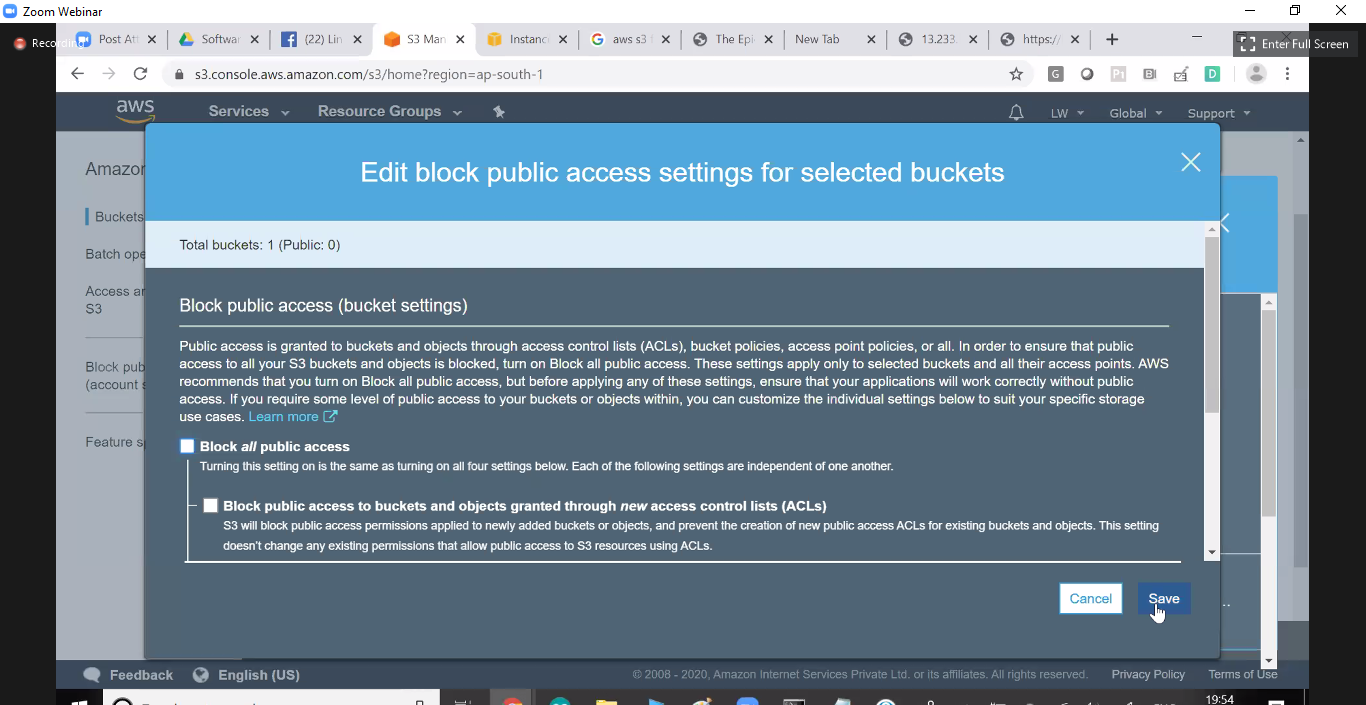 Zoom Webinar
Recording
Post Att
Softwar
(22) Lin
S3 Man
Instanc
aws s3
The Epi
New Tab
13.233.
https:/
Enter Full Screen
s3.console.aws.amazon.com/s3/home?region=ap-south-1
aws
Services
Resource Groups
LW
Global
Support
Edit block public access settings for selected buckets
Amazon
Buckets
Batch ope
Access an
S3
Block pub
(account s
Feature sp
Total buckets: 1 (Public: 0)
Block public access (bucket settings)
Public access is granted to buckets and objects through access control lists (ACLs), bucket policies, access point policies, or all. In order to ensure that public
access to all your S3 buckets and objects is blocked, turn on Block all public access. These settings apply only to selected buckets and all their access points. AWS
recommends that you turn on Block all public access, but before applying any of these settings, ensure that your applications will work correctly without public
access. If you require some level of public access to your buckets or objects within, you can customize the individual settings below to suit your specific storage
use cases. Learn more
Block all public access
Turning this setting on is the same as turning on all four settings below. Each of the following settings are independent of one another.
Block public access to buckets and objects granted through new access control lists (ACLs)
S3 will block public access permissions applied to newly added buckets or objects, and prevent the creation of new public access ACLs for existing buckets and objects. This setting
doesn't change any existing permissions that allow public access to S3 resources using ACLs.
Cancel
Save
Feedback
English (US)
© 2008 - 2020, Amazon Internet Services Private Ltd. or its affiliates. All rights reserved.
Privacy Policy
Terms of Use
19:54